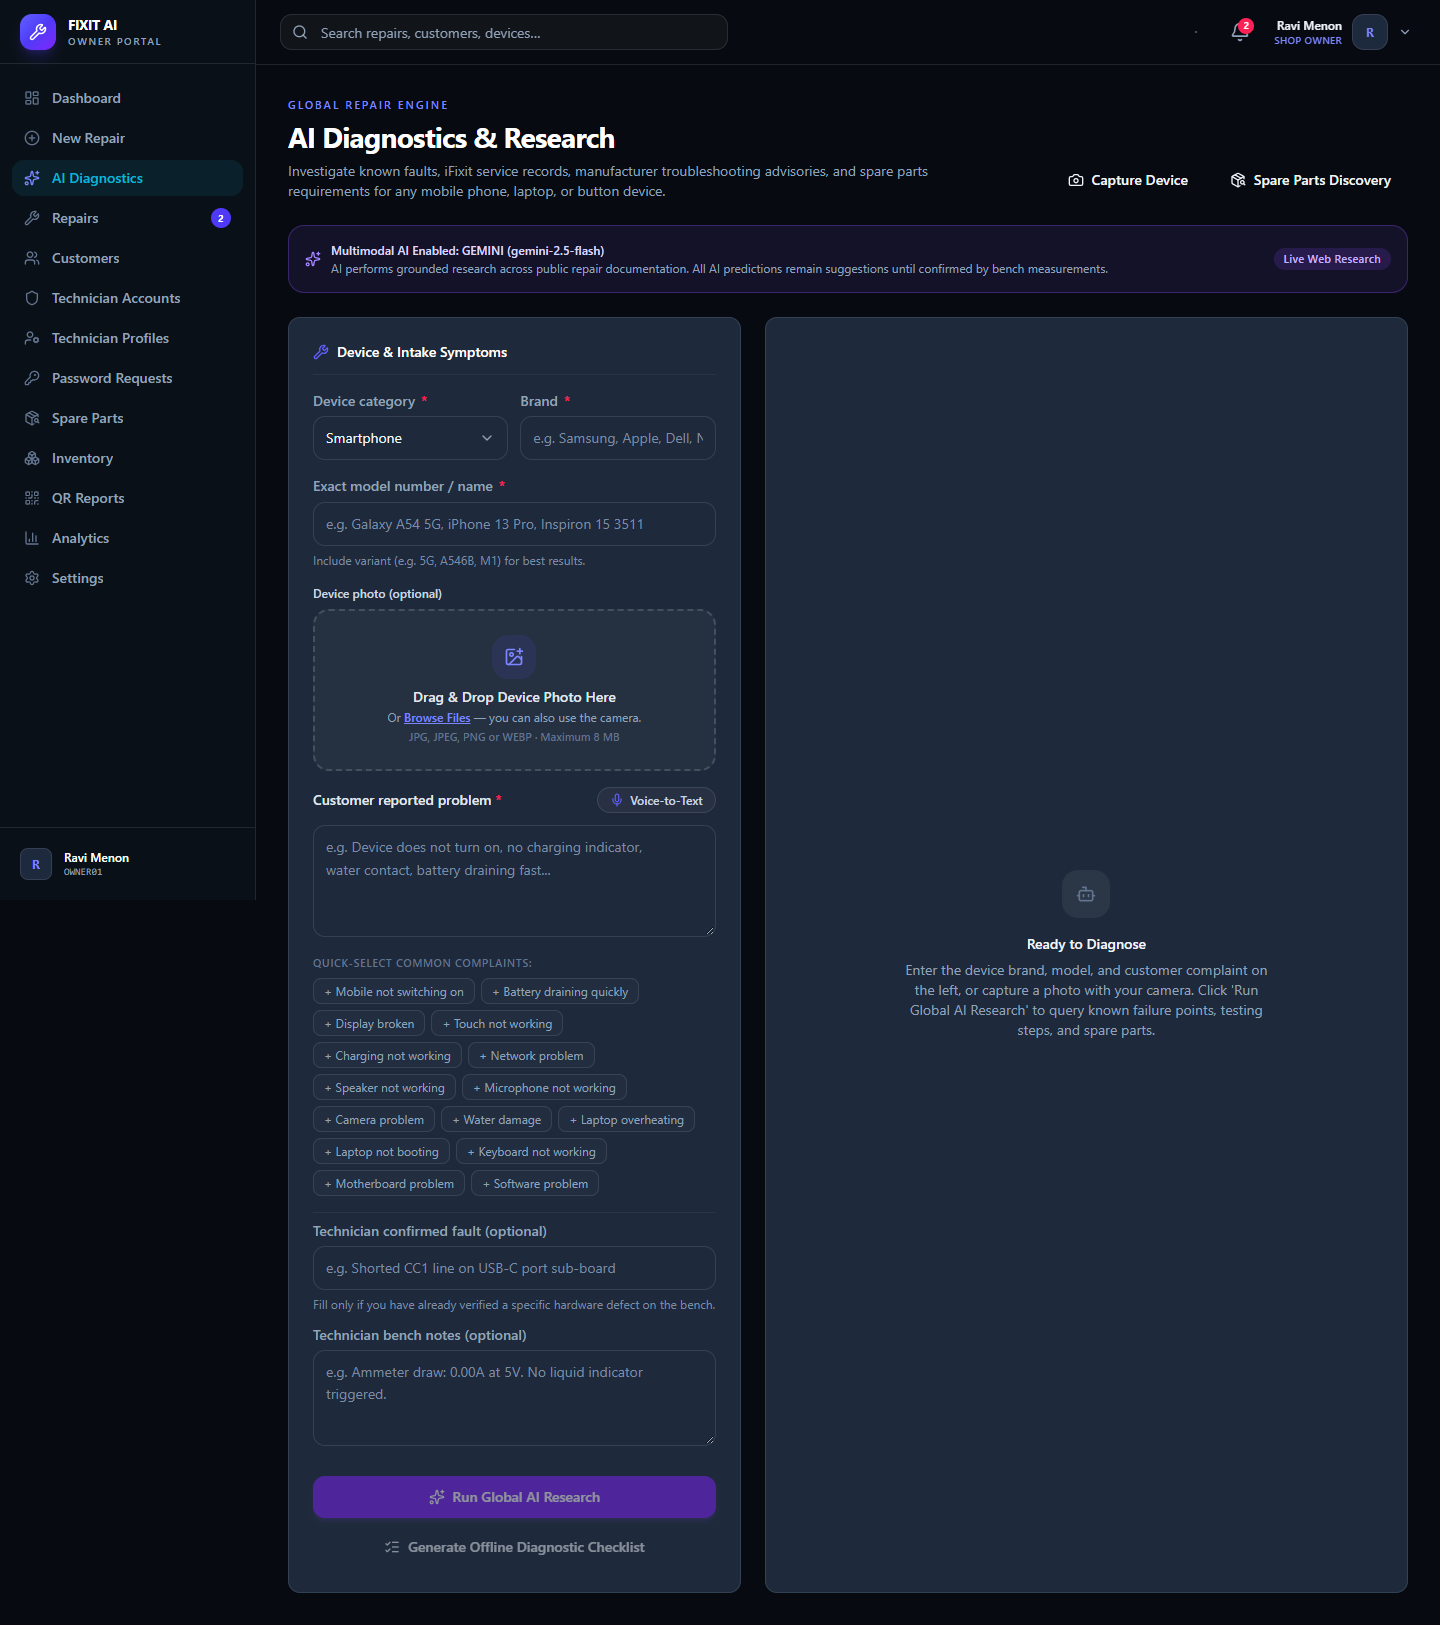 FIXIT AI
OWNER PORTAL
Dashboard
New Repair
AI Diagnostics
Repairs
2
Customers
Technician Accounts
Technician Profiles
Password Requests
Spare Parts
Inventory
QR Reports
Analytics
Settings
R
Ravi Menon
OWNER01
Search repairs, customers, devices...
2
Ravi Menon
SHOP OWNER
R
GLOBAL REPAIR ENGINE
AI Diagnostics & Research
Investigate known faults, iFixit service records, manufacturer troubleshooting advisories, and spare parts
requirements for any mobile phone, laptop, or button device.
Capture Device
Spare Parts Discovery
Multimodal AI Enabled: GEMINI (gemini-2.5-flash)
AI performs grounded research across public repair documentation. All AI predictions remain suggestions until confirmed by bench measurements.
Live Web Research
Device & Intake Symptoms
Device category *
Brand *
Smartphone
e.g. Samsung, Apple, Dell, N
Exact model number / name *
e.g. Galaxy A54 5G, iPhone 13 Pro, Inspiron 15 3511
Include variant (e.g. 5G, A546B, M1) for best results.
Device photo (optional)
Drag & Drop Device Photo Here
Or Browse Files — you can also use the camera.
JPG, JPEG, PNG or WEBP · Maximum 8 MB
Customer reported problem *
Voice-to-Text
e.g. Device does not turn on, no charging indicator,
water contact, battery draining fast...
QUICK-SELECT COMMON COMPLAINTS:
+ Mobile not switching on
+ Battery draining quickly
+ Display broken
+ Touch not working
+ Charging not working
+ Network problem
+ Speaker not working
+ Microphone not working
+ Camera problem
+ Water damage
+ Laptop overheating
+ Laptop not booting
+ Keyboard not working
+ Motherboard problem
+ Software problem
Technician confirmed fault (optional)
e.g. Shorted CC1 line on USB-C port sub-board
Fill only if you have already verified a specific hardware defect on the bench.
Technician bench notes (optional)
e.g. Ammeter draw: 0.00A at 5V. No liquid indicator
triggered.
Run Global AI Research
Generate Offline Diagnostic Checklist
Ready to Diagnose
Enter the device brand, model, and customer complaint on
the left, or capture a photo with your camera. Click 'Run
Global AI Research' to query known failure points, testing
steps, and spare parts.